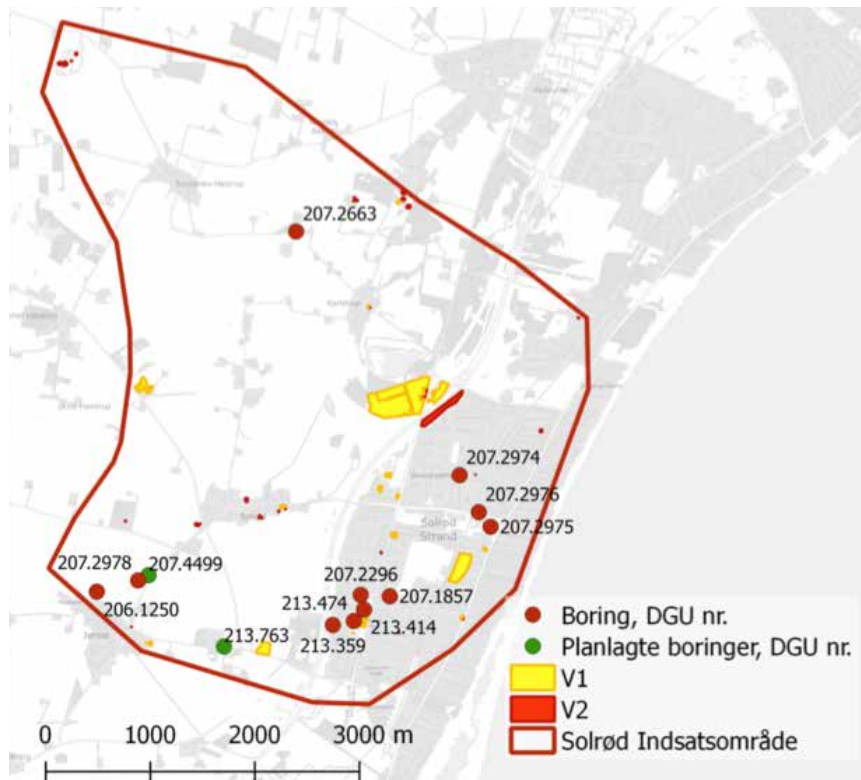 207.2663
207.2974
207.2976
207.2975
Solrød
Strand
207.2978
207.4499
206.1250
207.2296
207.1857
213.474
213.414
213.763
213.359
Boring, DGU nr.
Planlagte boringer, DGU nr.
V1
V2
Solrød Indsatsområde
0 1000 2000 3000 m